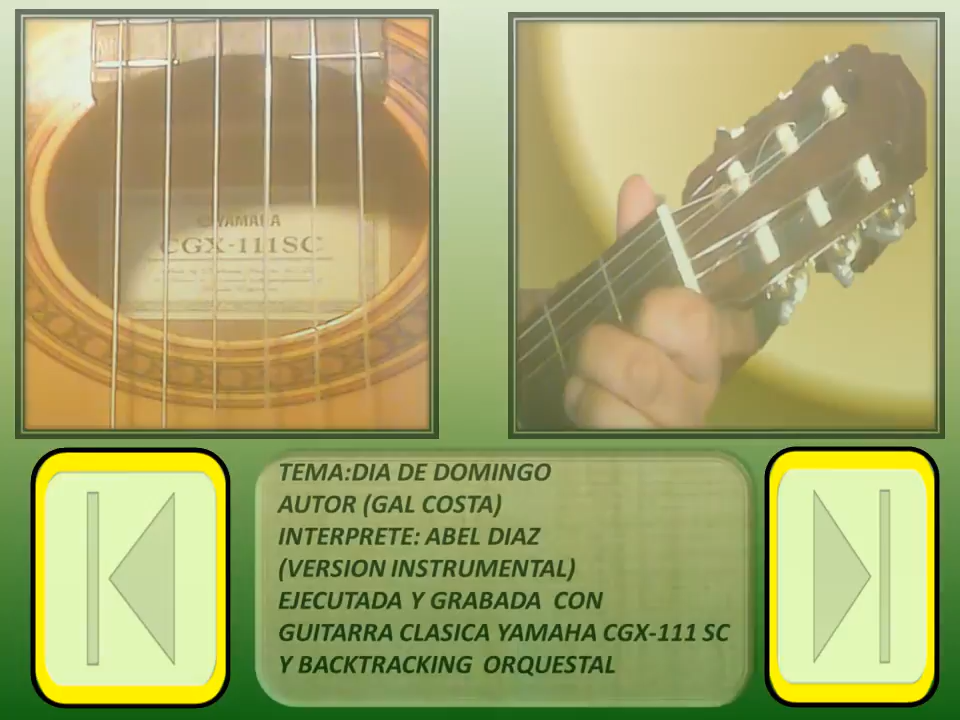 YAMAHA
CGX-111SC
TEMA:DIA DE DOMINGO
AUTOR (GAL COSTA)
INTERPRETE: ABEL DIAZ
(VERSION INSTRUMENTAL)
EJECUTADA Y GRABADA CON
GUITARRA CLASICA YAMAHA CGX-111 SC
Y BACKTRACKING ORQUESTAL